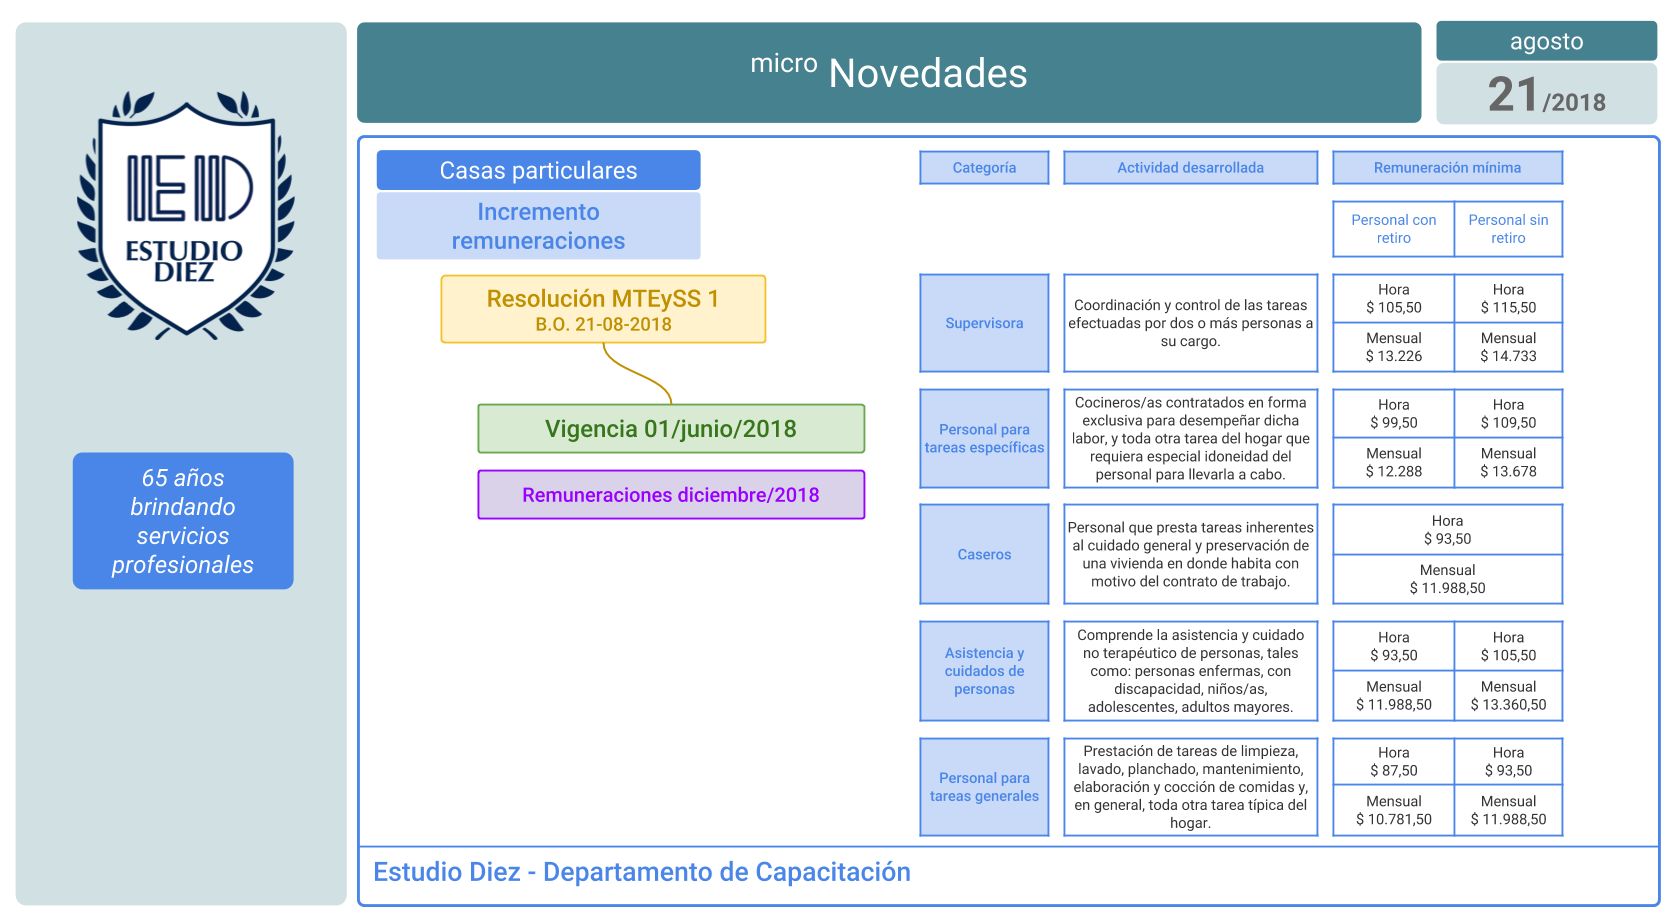 IED
ESTUDIO
DIEZ
65 años
brindando
servicios
profesionales
micro Novedades
agosto
21/2018
Casas particulares
Incremento
remuneraciones
Resolución MTEySS 1
B.O. 21-08-2018
Vigencia 01/junio/2018
Remuneraciones diciembre/2018
Categoría
Actividad desarrollada
Remuneración mínima
Personal con
retiro
Personal sin
retiro
Supervisora
Coordinación y control de las tareas
efectuadas por dos o más personas a
su cargo.
Hora
$ 105,50
Hora
$ 115,50
Mensual
$ 13.226
Mensual
$ 14.733
Personal para
tareas específicas
Cocineros/as contratados en forma
exclusiva para desempeñar dicha
labor, y toda otra tarea del hogar que
requiera especial idoneidad del
personal para llevarla a cabo.
Hora
$ 99,50
Hora
$ 109,50
Mensual
$ 12.288
Mensual
$ 13.678
Caseros
Personal que presta tareas inherentes
al cuidado general y preservación de
una vivienda en donde habita con
motivo del contrato de trabajo.
Hora
$ 93,50
Mensual
$ 11.988,50
Asistencia y
cuidados de
personas
Comprende la asistencia y cuidado
no terapéutico de personas, tales
como: personas enfermas, con
discapacidad, niños/as,
adolescentes, adultos mayores.
Hora
$ 93,50
Hora
$ 105,50
Mensual
$ 11.988,50
Mensual
$ 13.360,50
Personal para
tareas generales
Prestación de tareas de limpieza,
lavado, planchado, mantenimiento,
elaboración y cocción de comidas y,
en general, toda otra tarea típica del
hogar.
Hora
$ 87,50
Hora
$ 93,50
Mensual
$ 10.781,50
Mensual
$ 11.988,50
Estudio Diez - Departamento de Capacitación